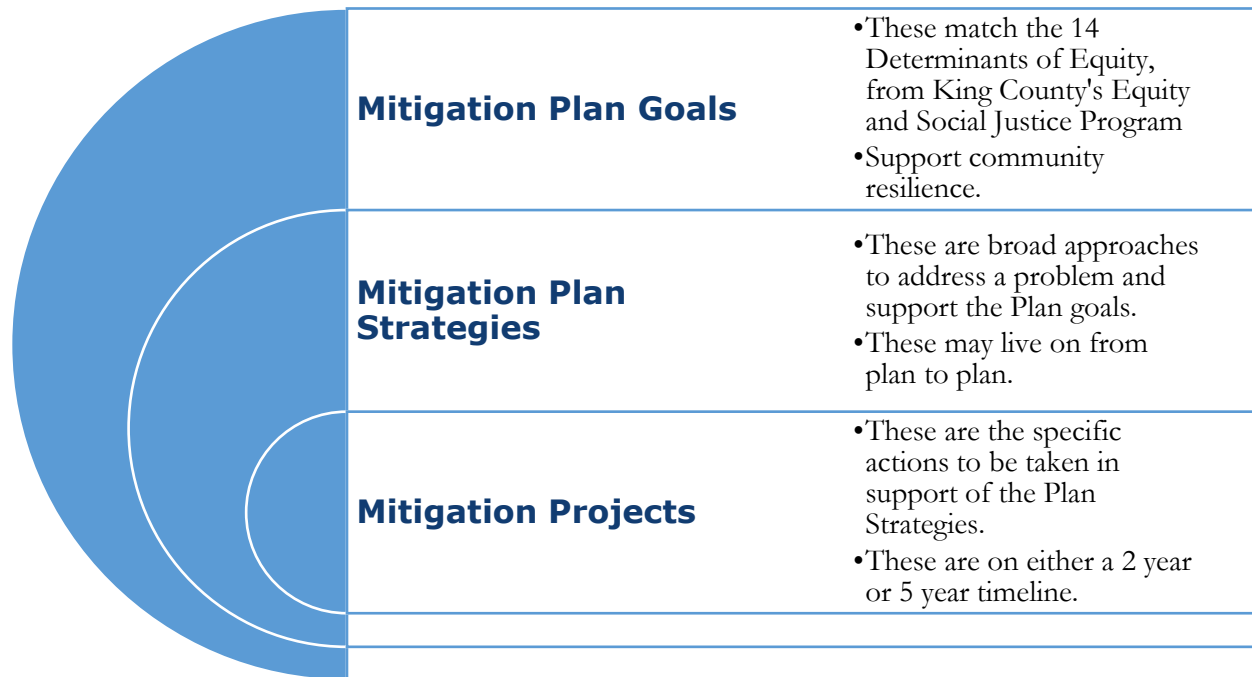 Mitigation Plan Goals
•These match the 14
Determinants of Equity,
from King County's Equity
and Social Justice Program
•Support community
resilience.
Mitigation Plan
Strategies
•These are broad approaches
to address a problem and
support the Plan goals.
•These may live on from
plan to plan.
Mitigation Projects
•These are the specific
actions to be taken in
support of the Plan
Strategies.
•These are on either a 2 year
or 5 year timeline.